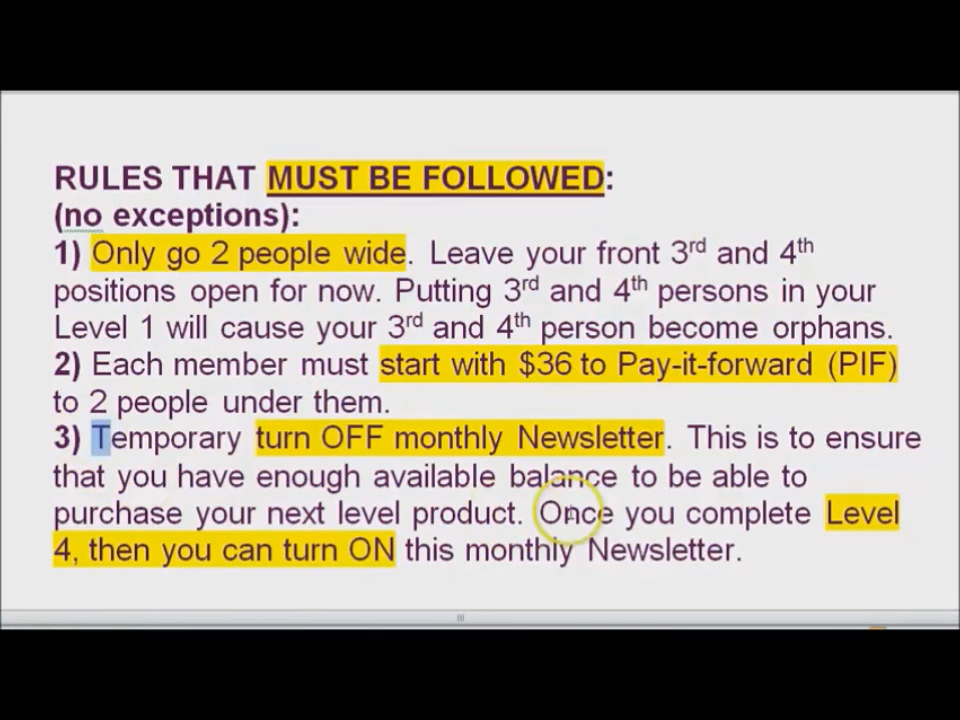 RULES THAT MUST BE FOLLOWED:
(no exceptions):
1) Only go 2 people wide. Leave your front 3rd and 4th
positions open for now. Putting 3rd and 4th persons in your
Level 1 will cause your 3rd and 4th person become orphans.
2) Each member must start with $36 to Pay-it-forward (PIF)
to 2 people under them.
3) Temporary turn OFF monthly Newsletter. This is to ensure
that you have enough available balance to be able to
purchase your next level product. Once you complete Level
4, then you can turn ON this monthly Newsletter.